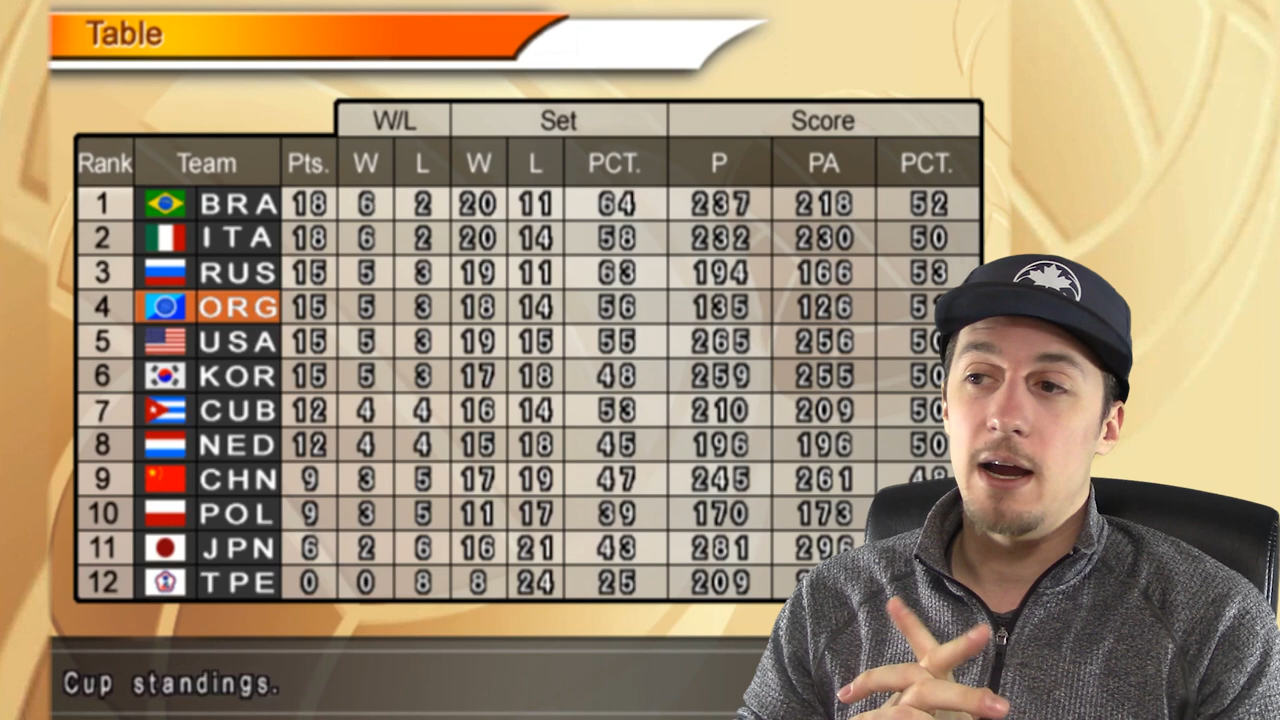 Table
W/L Set Score
Rank Team Pts. W L W L PCT. P PA PCT.
1 BRA 18 6 2 20 11 64 237 218 52
2 ITA 18 6 2 20 14 58 232 230 50
3 RUS 15 5 3 19 11 63 194 166 53
4 ORG 15 5 3 18 14 56 135 126
5 USA 15 5 3 19 15 55 265 256
6 KOR 15 5 3 17 18 48 259 255 50
7 CUB 12 4 4 16 14 53 210 209 50
8 NED 12 4 4 15 18 45 196 196 50
9 CHN 9 3 5 17 19 47 245 261
10 POL 9 3 5 11 17 39 170 173
11 JPN 6 2 6 16 21 43 281 296
12 TPE 0 0 8 8 24 25 209
Cup standings.